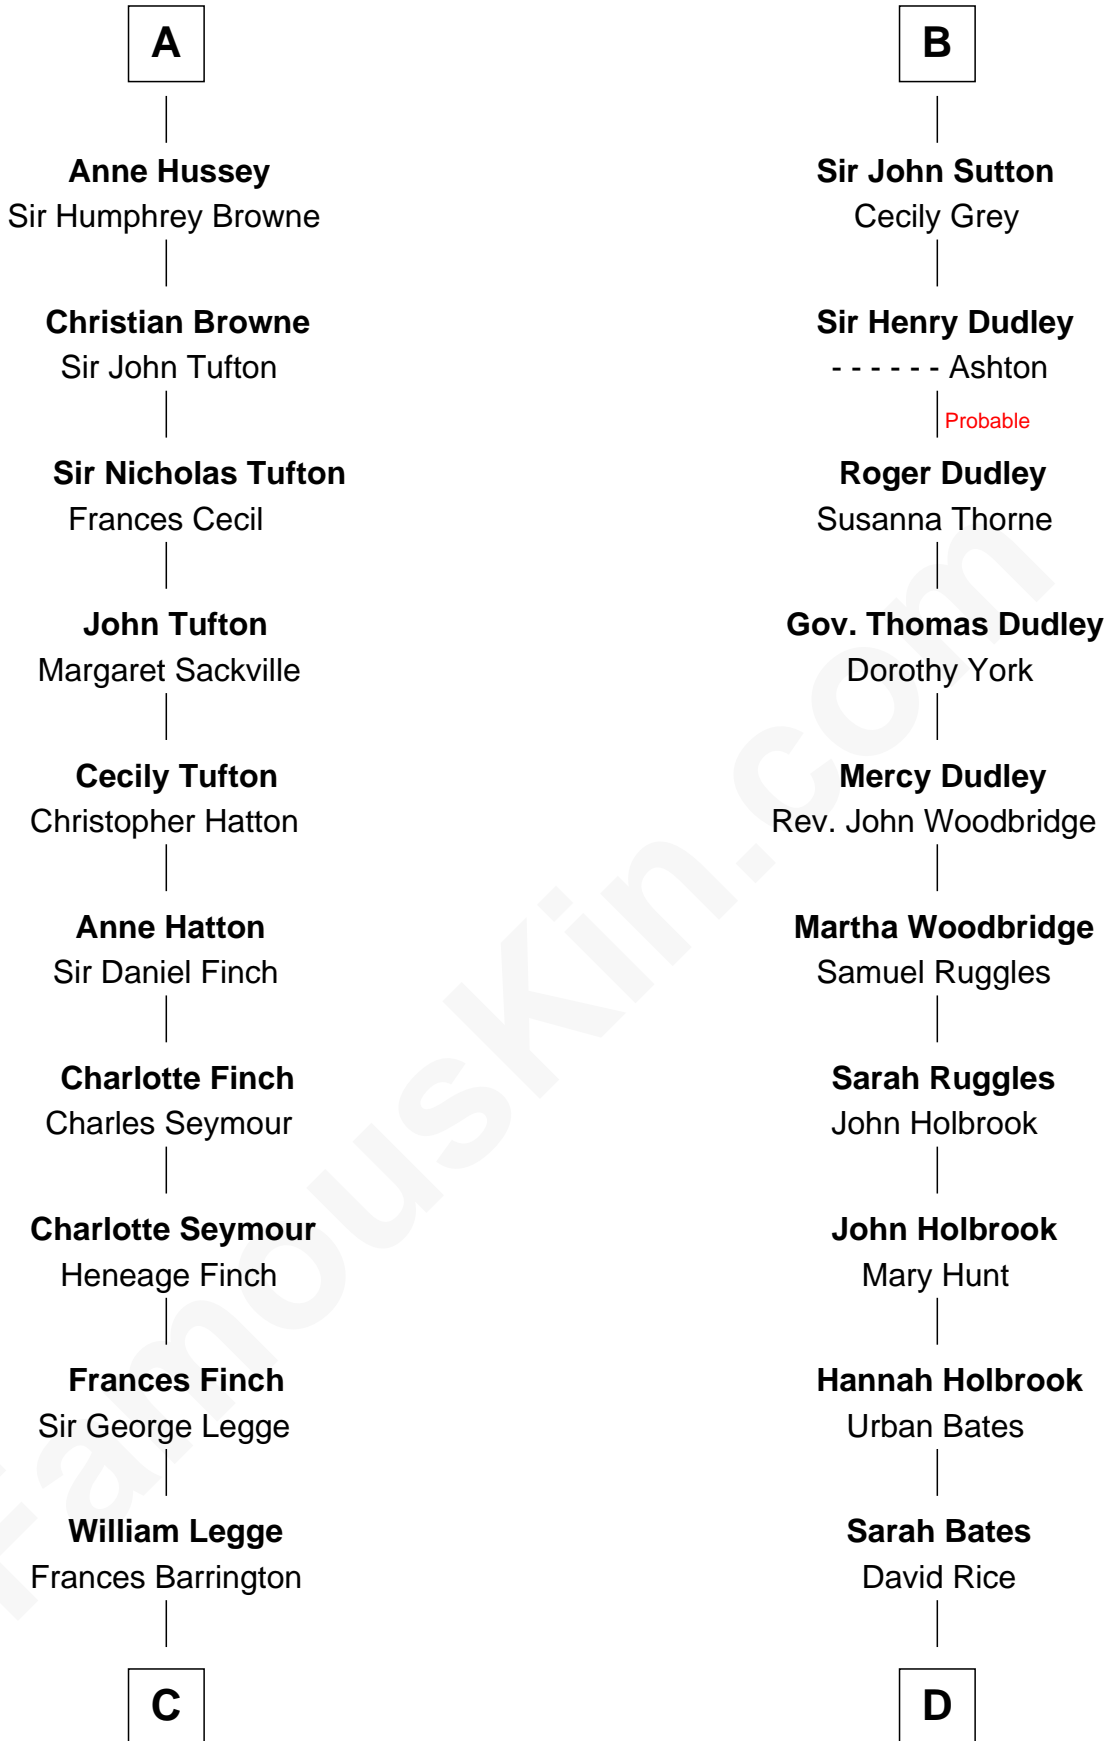 A
Anne Hussey
Sir Humphrey Browne
Christian Browne
Sir John Tufton
Sir Nicholas Tufton
Frances Cecil
John Tufton
Margaret Sackville
Cecily Tufton
Christopher Hatton
Anne Hatton
Sir Daniel Finch
Charlotte Finch
Charles Seymour
Charlotte Seymour
Heneage Finch
Frances Finch
Sir George Legge
William Legge
Frances Barrington
C
B
Sir John Sutton
Cecily Grey
Sir Henry Dudley
- - - - - - Ashton
Probable
Roger Dudley
Susanna Thorne
Gov. Thomas Dudley
Dorothy York
Mercy Dudley
Rev. John Woodbridge
Martha Woodbridge
Samuel Ruggles
Sarah Ruggles
John Holbrook
John Holbrook
Mary Hunt
Hannah Holbrook
Urban Bates
Sarah Bates
David Rice
D
FamousKin.com